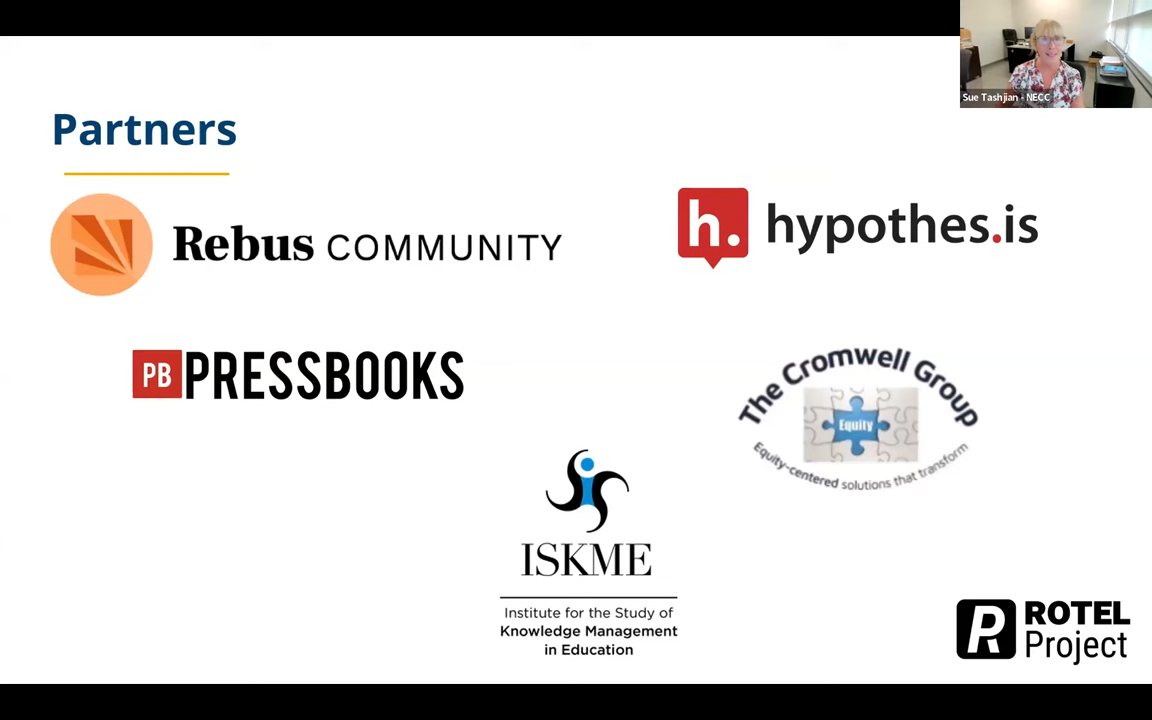 Sue Tashjian - NECC
Partners
Rebus COMMUNITY
h. hypothes.is
PB PRESSBOOKS
The Cromwell Group
Equity
Equity-centered solutions that transform
ISKME
Institute for the Study of
Knowledge Management
in Education
R ROTEL
Project